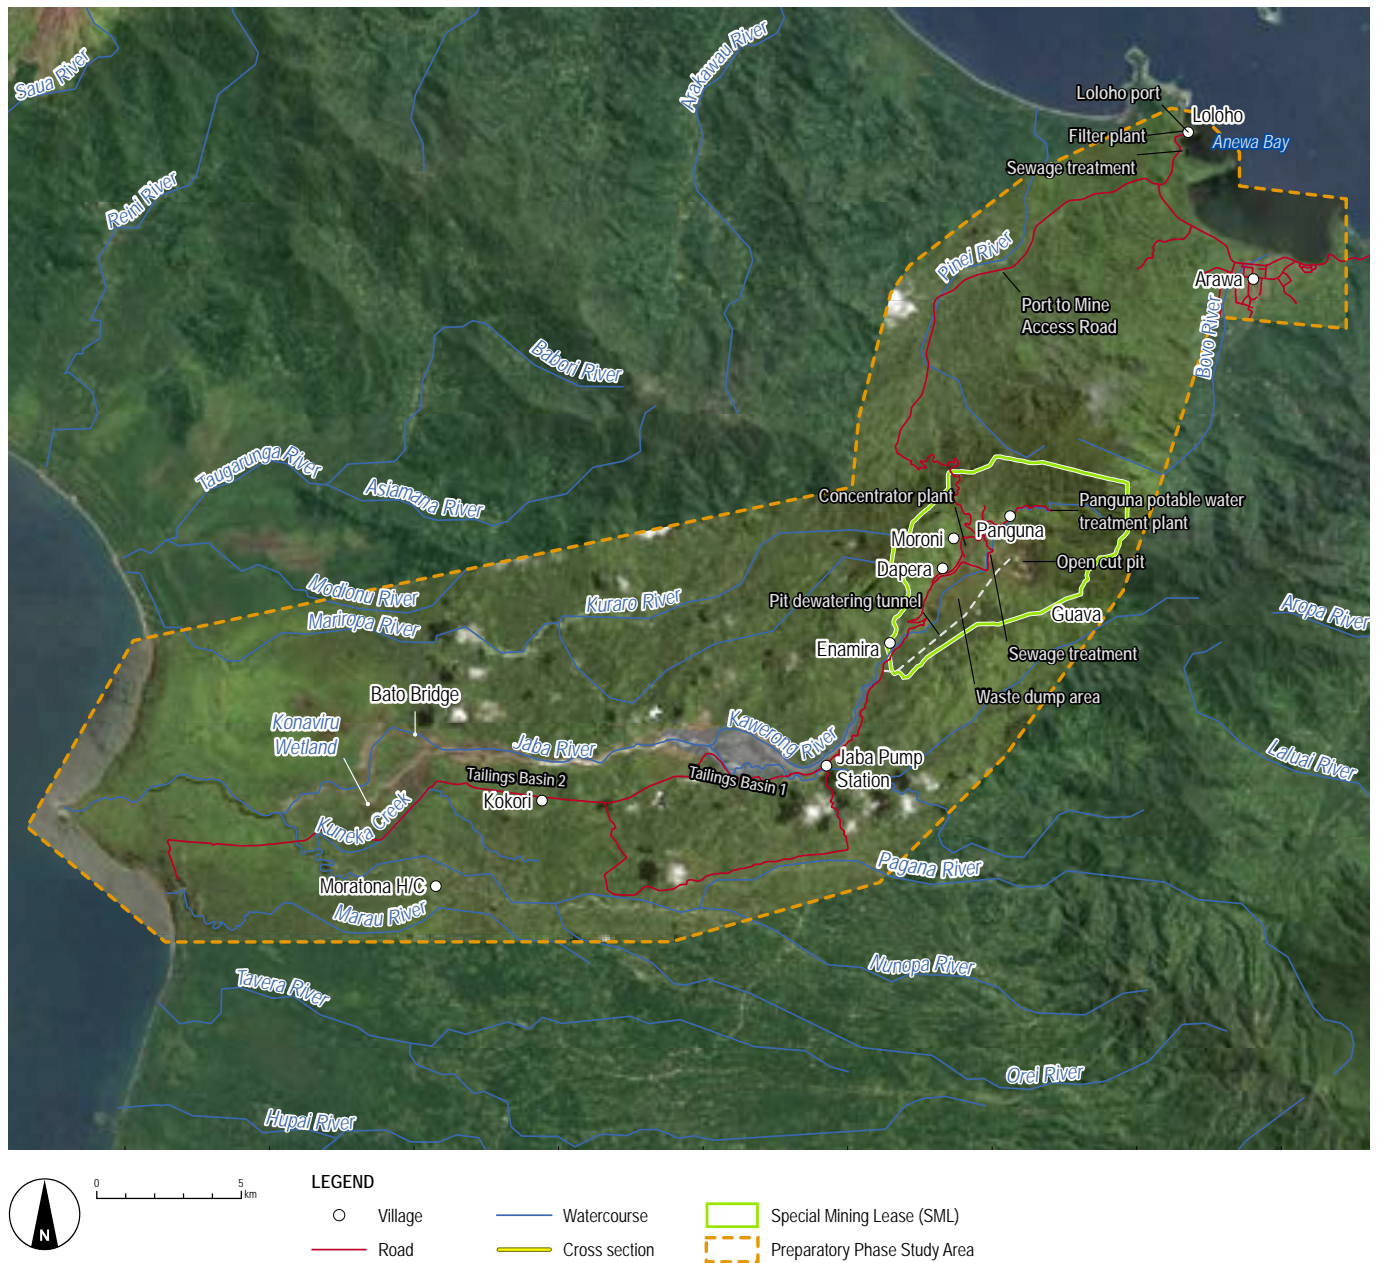 Saua River
Arakawau River
Loloho port
Loloho
Filter plant
Anewa Bay
Sewage treatment
Reini River
Pinei River
Arawa
Port to Mine
Access Road
Bovo River
Babori River
Taugarunga River
Asiamana River
Concentrator plant
Panguna potable water
treatment plant
Panguna
Moroni
Dapera
Open cut pit
Modionu River
Kuraro River
Pit dewatering tunnel
Mariropa River
Guava
Aropa River
Enamira
Sewage treatment
Waste dump area
Bato Bridge
Konaviru
Wetland
Jaba River
Kawerong River
Laluai River
Jaba Pump
Station
Tailings Basin 2
Tailings Basin 1
Kokori
Kuneka Creek
Pagana River
Moratona H/C
Marau River
Nunopa River
Tavera River
Orei River
Hupai River
N
0 5
km
LEGEND
Village
Watercourse
Special Mining Lease (SML)
Road
Cross section
Preparatory Phase Study Area